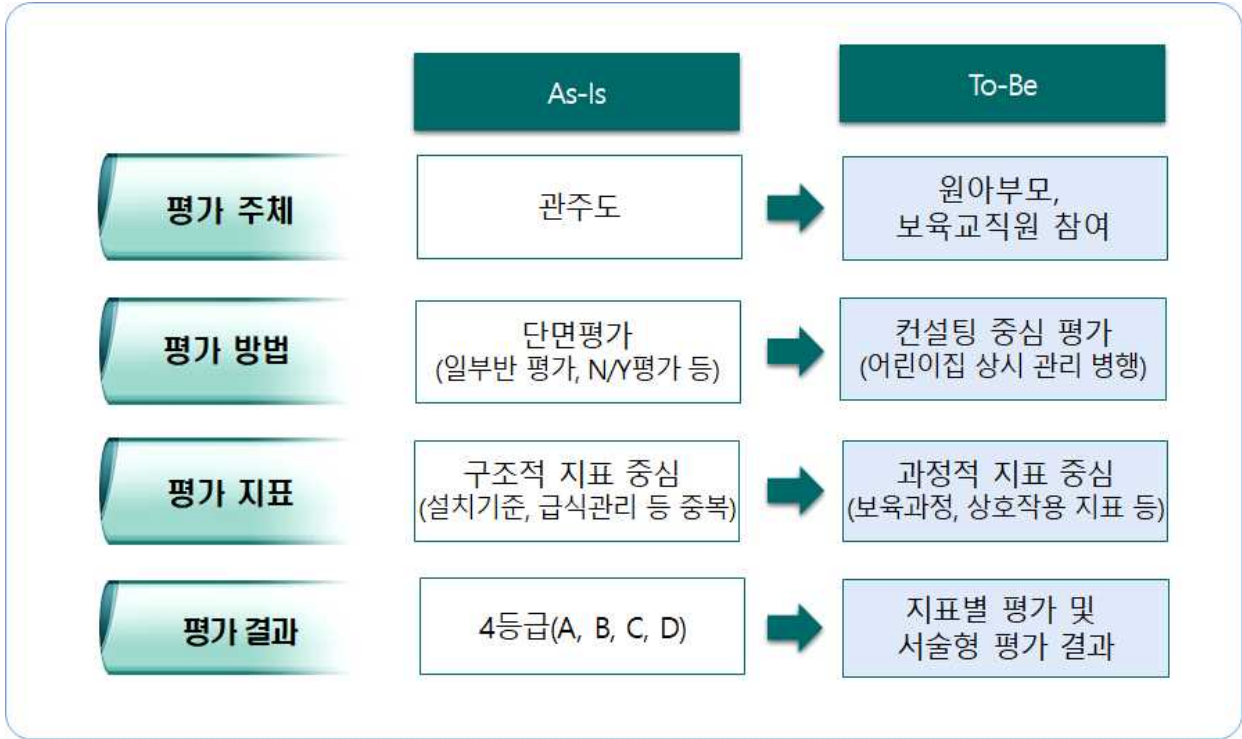 As-Is
To-Be
평가 주체
관주도
원아부모,
보육교직원 참여
평가 방법
단면평가
(일부반 평가, N/Y평가 등)
컨설팅 중심 평가
(어린이집 상시 관리 병행)
평가 지표
구조적 지표 중심
(설치기준, 급식관리 등 중복)
과정적 지표 중심
(보육과정, 상호작용 지표 등)
평가 결과
4등급(A, B, C, D)
지표별 평가 및
서술형 평가 결과